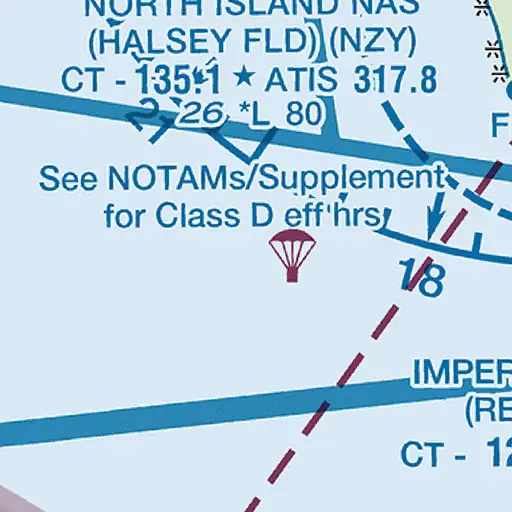 NORTH ISLAND NAS
(HALSEY FLD) (NZY)
CT - 135.1 ★ ATIS 317.8
21
26 *L 80
F
See NOTAMs/Supplement
for Class D eff hrs
18
IMPER
(RE
CT - 12